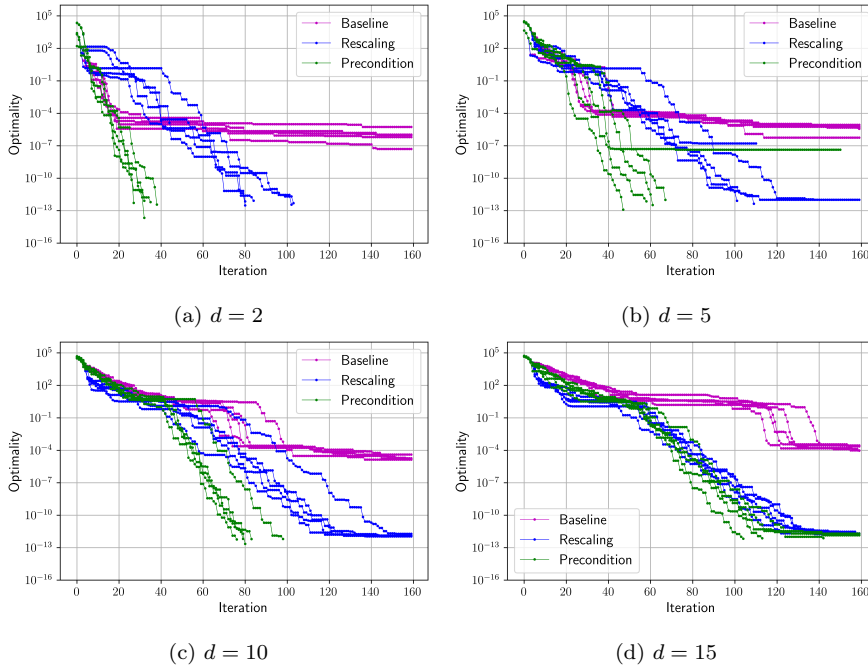 10^5
10^2
10^−1
10^−4
10^−7
10^−10
10^−13
10^−16
Optimality
Baseline
Rescaling
Precondition
0 20 40 60 80 100 120 140 160
Iteration
(a) d = 2
10^5
10^2
10^−1
10^−4
10^−7
10^−10
10^−13
10^−16
Optimality
Baseline
Rescaling
Precondition
0 20 40 60 80 100 120 140 160
Iteration
(b) d = 5
10^5
10^2
10^−1
10^−4
10^−7
10^−10
10^−13
10^−16
Optimality
Baseline
Rescaling
Precondition
0 20 40 60 80 100 120 140 160
Iteration
(c) d = 10
10^5
10^2
10^−1
10^−4
10^−7
10^−10
10^−13
10^−16
Optimality
Baseline
Rescaling
Precondition
0 20 40 60 80 100 120 140 160
Iteration
(d) d = 15